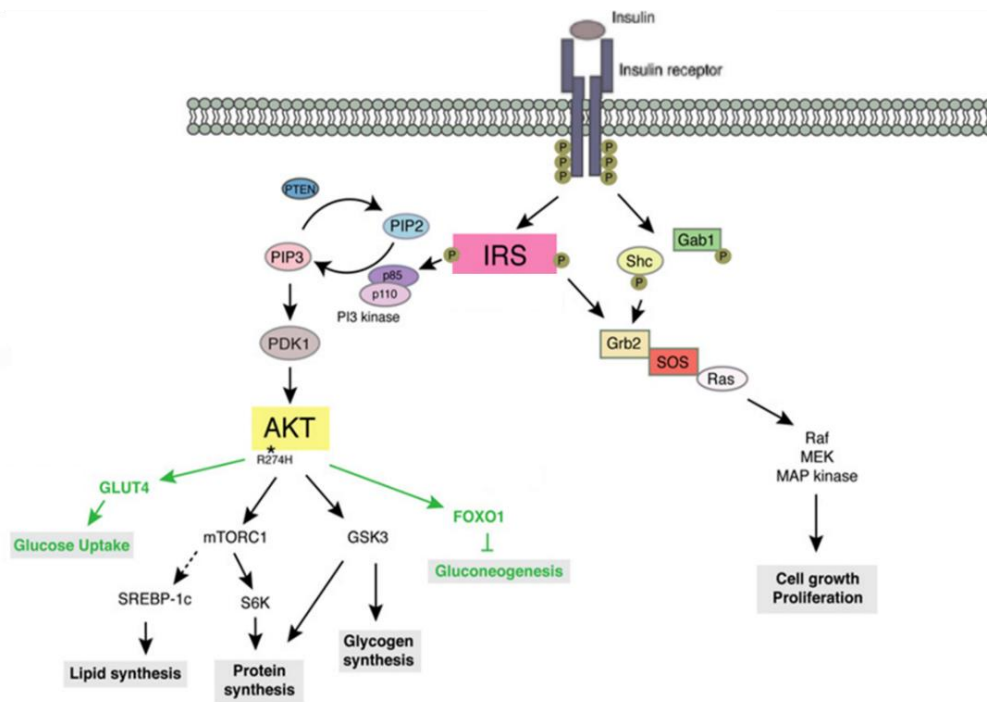 Insulin
Insulin receptor
P
P
P
P
P
P
PTEN
PIP2
PIP3
P
IRS
P
Gab1
P
Shc
P
p85
p110
PI3 kinase
PDK1
Grb2
SOS
Ras
AKT
★
R274H
Raf
MEK
MAP kinase
GLUT4
FOXO1
Glucose Uptake
mTORC1
GSK3
Gluconeogenesis
SREBP-1c
S6K
Cell growth
Proliferation
Glycogen
synthesis
Lipid synthesis
Protein
synthesis